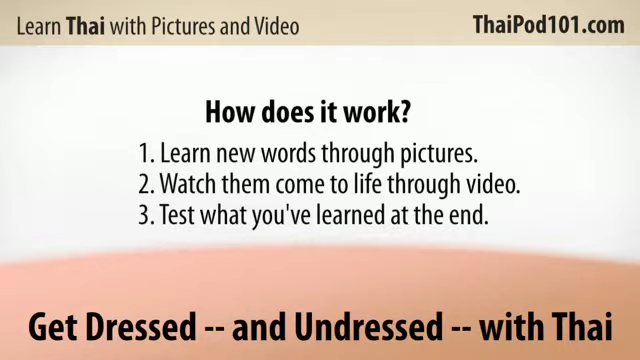 Learn Thai with Pictures and Video
ThaiPod101.com
How does it work?
1. Learn new words through pictures.
2. Watch them come to life through video.
3. Test what you've learned at the end.
Get Dressed -- and Undressed -- with Thai